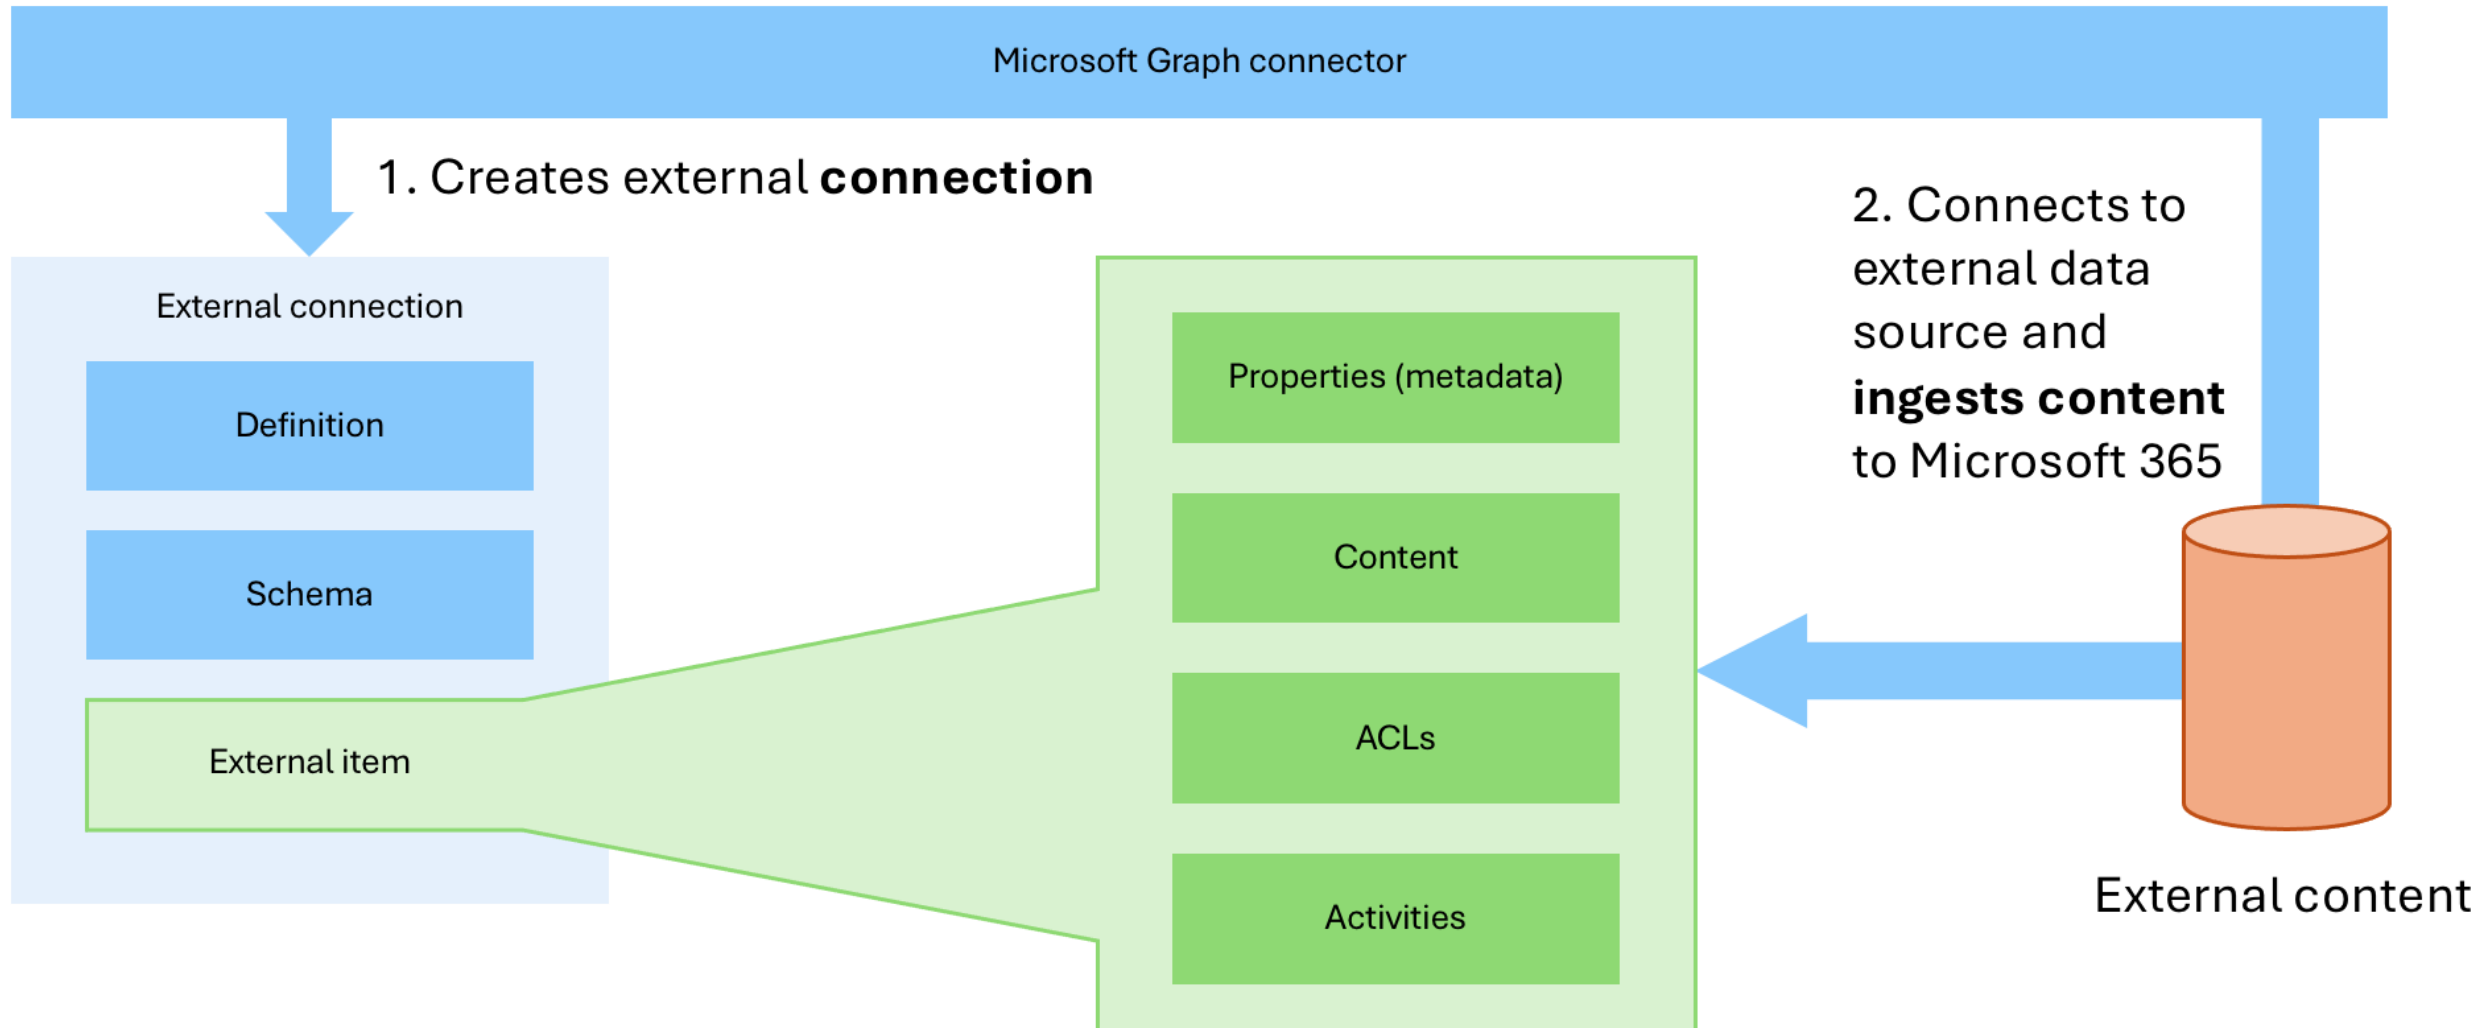 Microsoft Graph connector
1. Creates external connection
External connection
Definition
Schema
External item
Properties (metadata)
Content
ACLs
Activities
2. Connects to
external data
source and
ingests content
to Microsoft 365
External content